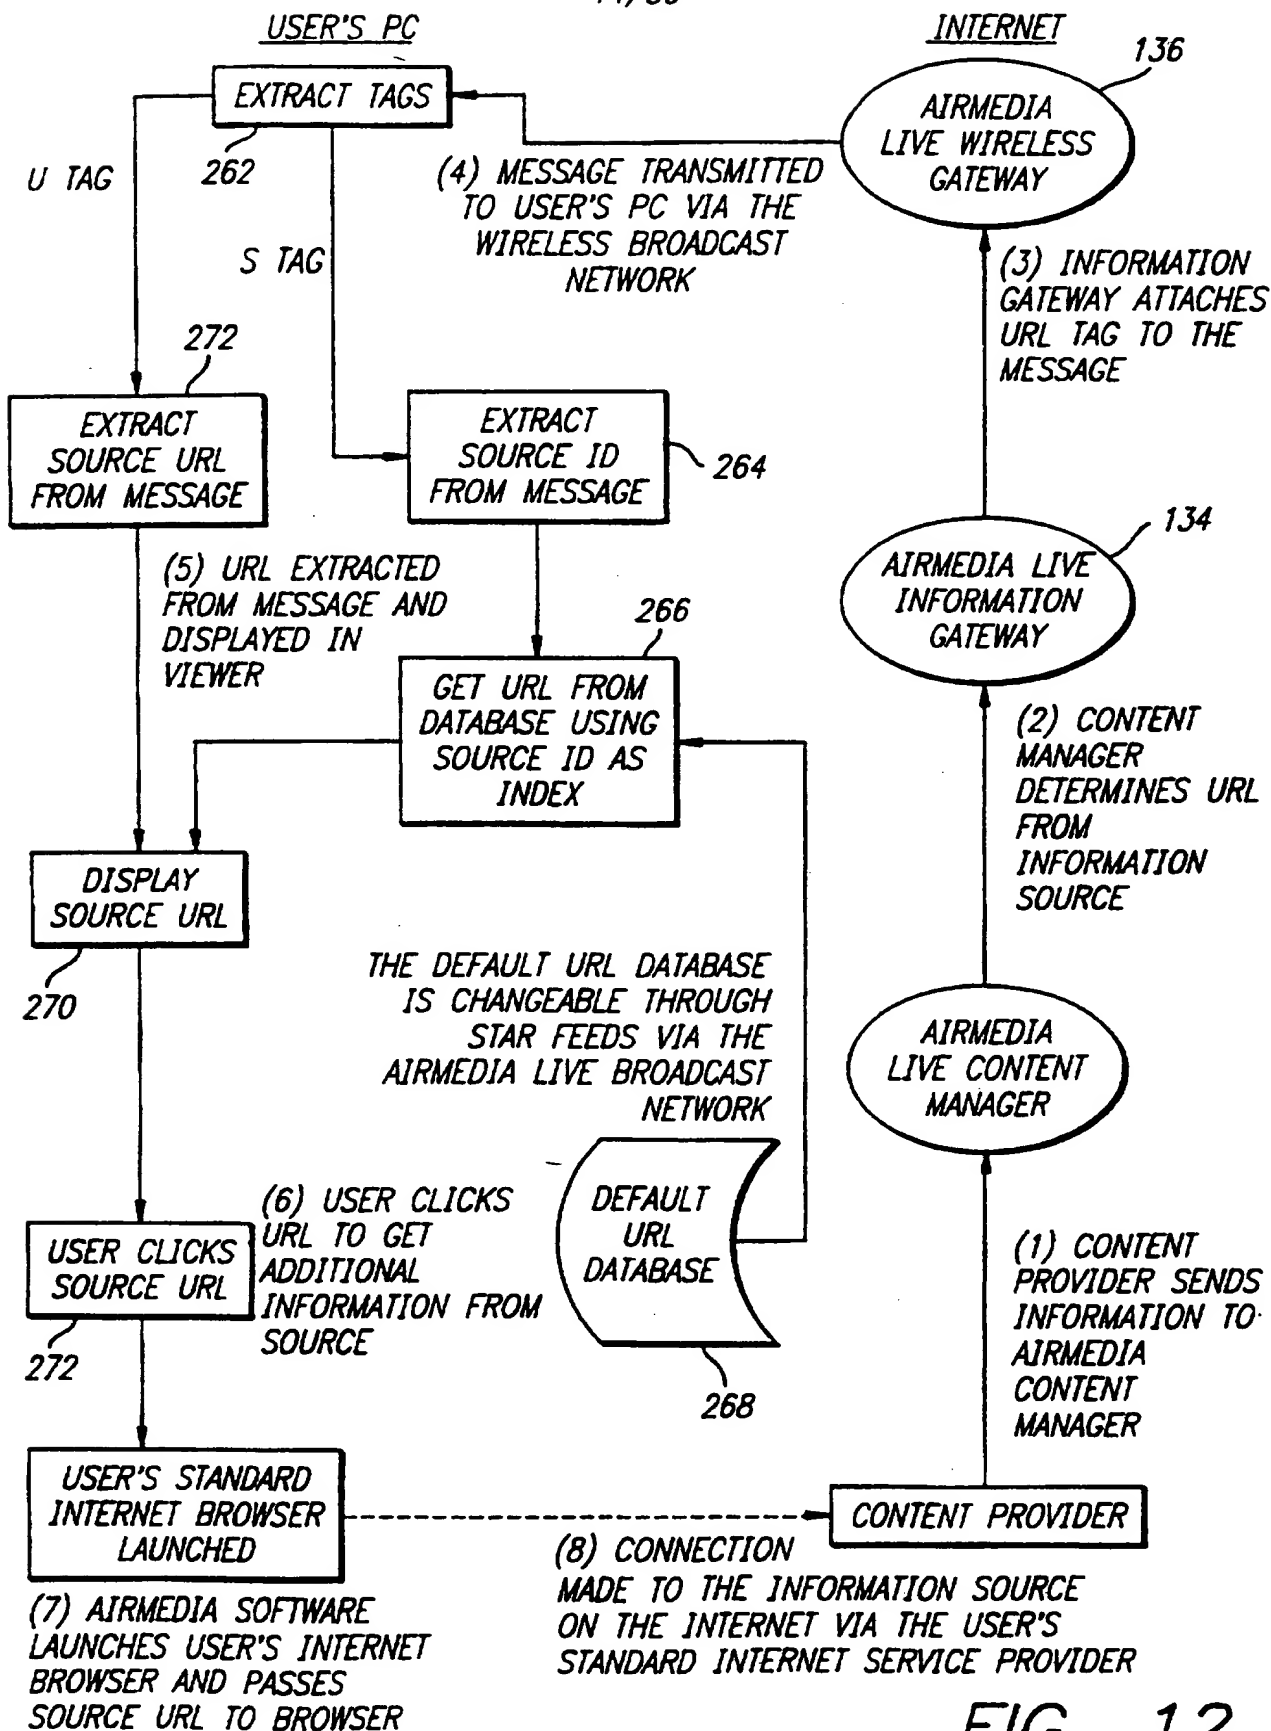 USER'S PC
INTERNET
136
EXTRACT TAGS
262
AIRMEDIA
LIVE WIRELESS
GATEWAY
U TAG
S TAG
(4) MESSAGE TRANSMITTED
TO USER'S PC VIA THE
WIRELESS BROADCAST
NETWORK
(3) INFORMATION
GATEWAY ATTACHES
URL TAG TO THE
MESSAGE
272
EXTRACT
SOURCE URL
FROM MESSAGE
EXTRACT
SOURCE ID
FROM MESSAGE
264
134
AIRMEDIA LIVE
INFORMATION
GATEWAY
(5) URL EXTRACTED
FROM MESSAGE AND
DISPLAYED IN
VIEWER
266
GET URL FROM
DATABASE USING
SOURCE ID AS
INDEX
(2) CONTENT
MANAGER
DETERMINES URL
FROM
INFORMATION
SOURCE
DISPLAY
SOURCE URL
270
THE DEFAULT URL DATABASE
IS CHANGEABLE THROUGH
STAR FEEDS VIA THE
AIRMEDIA LIVE BROADCAST
NETWORK
AIRMEDIA
LIVE CONTENT
MANAGER
DEFAULT
URL
DATABASE
268
(6) USER CLICKS
URL TO GET
ADDITIONAL
INFORMATION FROM
SOURCE
USER CLICKS
SOURCE URL
272
(1) CONTENT
PROVIDER SENDS
INFORMATION TO
AIRMEDIA
CONTENT
MANAGER
USER'S STANDARD
INTERNET BROWSER
LAUNCHED
CONTENT PROVIDER
(8) CONNECTION
MADE TO THE INFORMATION SOURCE
ON THE INTERNET VIA THE USER'S
STANDARD INTERNET SERVICE PROVIDER
(7) AIRMEDIA SOFTWARE
LAUNCHES USER'S INTERNET
BROWSER AND PASSES
SOURCE URL TO BROWSER
FIG. 12